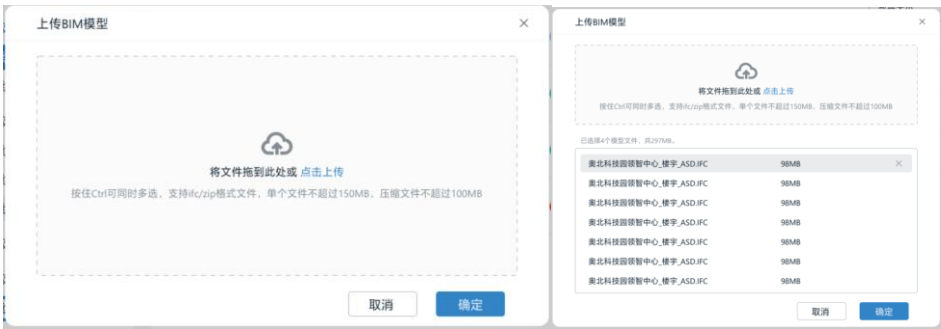 上传BIM模型
将文件拖到此处或 点击上传
按住Ctrl可同时多选，支持ifc/zip格式文件，单个文件不超过150MB，压缩文件不超过100MB
取消
确定
上传BIM模型
将文件拖到此处或 点击上传
按住Ctrl可同时多选，支持ifc/zip格式文件，单个文件不超过150MB，压缩文件不超过100MB
已选择4个模型文件，共297MB。
奥北科技园领智中心_楼宇_ASD.IFC 98MB
奥北科技园领智中心_楼宇_ASD.IFC 98MB
奥北科技园领智中心_楼宇_ASD.IFC 98MB
奥北科技园领智中心_楼宇_ASD.IFC 98MB
奥北科技园领智中心_楼宇_ASD.IFC 98MB
奥北科技园领智中心_楼宇_ASD.IFC 98MB
奥北科技园领智中心_楼宇_ASD.IFC 98MB
取消
确定